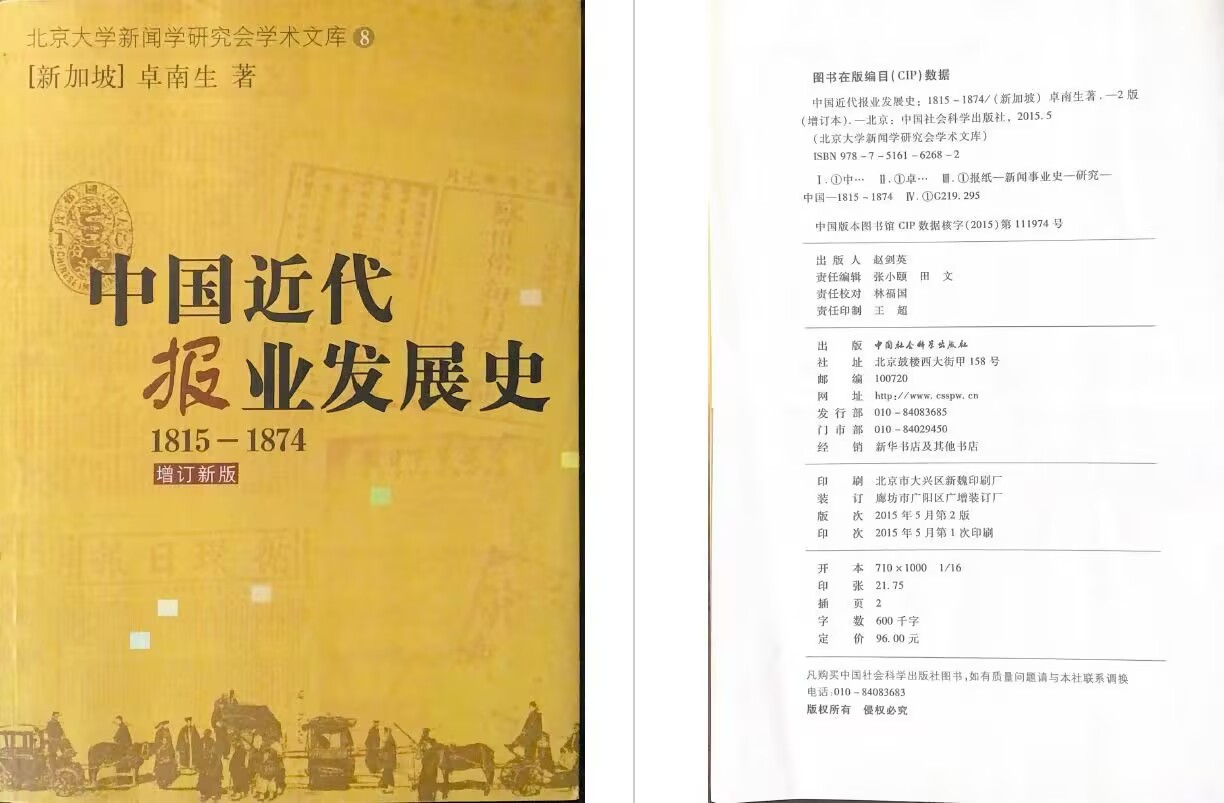 北京大学新闻学研究会学术文库 8
[新加坡] 卓南生 著
中国近代
报业发展史
1815－1874
增订新版
图书在版编目(CIP)数据
中国近代报业发展史：1815－1874/(新加坡) 卓南生著．—2版
(增订本)．—北京：中国社会科学出版社，2015.5
(北京大学新闻学研究会学术文库)
ISBN 978－7－5161－6268－2
Ⅰ.①中… Ⅱ.①卓… Ⅲ.①报纸—新闻事业史—研究—
中国—1815－1874 Ⅳ.①G219.295
中国版本图书馆CIP数据核字(2015)第111974号
出版人 赵剑英
责任编辑 张小颐 田 文
责任校对 林福国
责任印制 王 超
出 版 中国社会科学出版社
社 址 北京鼓楼西大街甲158号
邮 编 100720
网 址 http://www.csspw.cn
发行部 010－84083685
门市部 010－84029450
经 销 新华书店及其他书店
印 刷 北京市大兴区新魏印刷厂
装 订 廊坊市广阳区广增装订厂
版 次 2015年5月第2版
印 次 2015年5月第1次印刷
开 本 710×1000 1/16
印 张 21.75
插 页 2
字 数 600千字
定 价 96.00元
凡购买中国社会科学出版社图书，如有质量问题请与本社联系调换
电话：010－84083683
版权所有 侵权必究